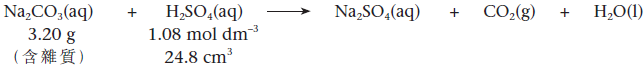 Na₂CO₃(aq) + H₂SO₄(aq) ⟶ Na₂SO₄(aq) + CO₂(g) + H₂O(l)
3.20 g 1.08 mol dm⁻³
(含雜質) 24.8 cm³